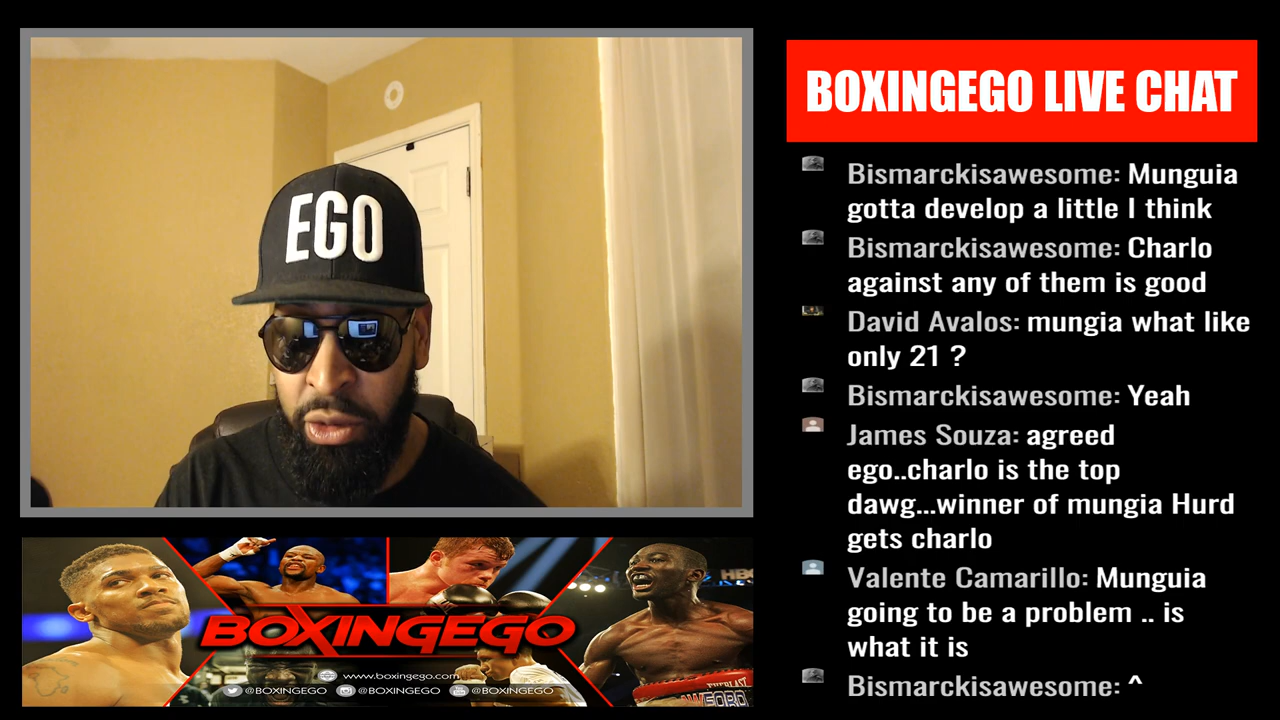 EGO
BOXINGEGO LIVE CHAT
Bismarckisawesome: Munguia
gotta develop a little I think
Bismarckisawesome: Charlo
against any of them is good
David Avalos: mungia what like
only 21 ?
Bismarckisawesome: Yeah
James Souza: agreed
ego..charlo is the top
dawg...winner of mungia Hurd
gets charlo
Valente Camarillo: Munguia
going to be a problem .. is
what it is
Bismarckisawesome: ^
HBO
BOXINGEGO
www.boxingego.com
@BOXINGEGO @BOXINGEGO @BOXINGEGO
EVERLAST